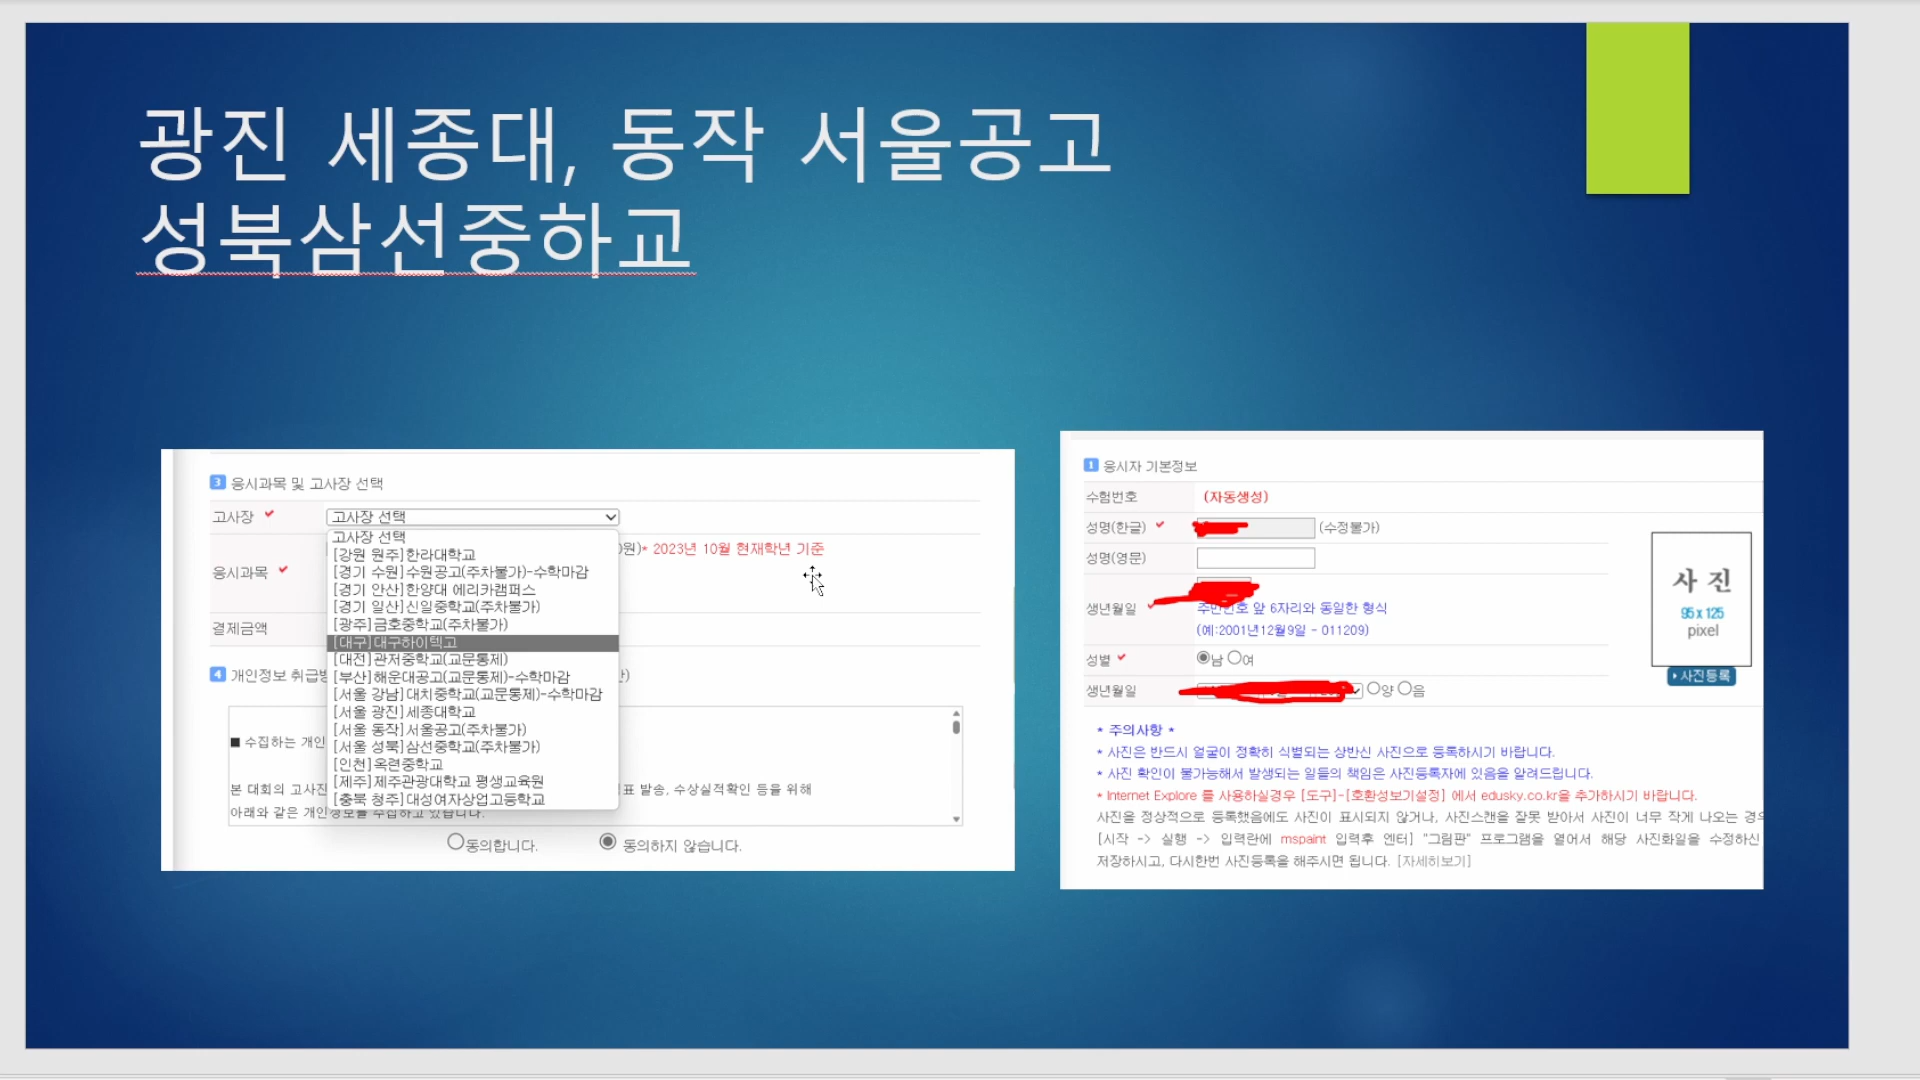 광진 세종대, 동작 서울공고
성북삼선중하교
3 응시과목 및 고사장 선택
고사장
고사장 선택
고사장 선택
[강원 원주]한라대학교
[경기 수원]수원공고(주차불가)-수학마감
[경기 안산]한양대 에리카캠퍼스
[경기 일산]신일중학교(주차불가)
[광주]금호중학교(주차불가)
[대구]대구하이텍고
[대전]관저중학교(교문통제)
[부산]해운대공고(교문통제)-수학마감
[서울 강남]대치중학교(교문통제)-수학마감
[서울 광진]세종대학교
[서울 동작]서울공고(주차불가)
[서울 성북]삼선중학교(주차불가)
[인천]옥련중학교
[제주]제주관광대학교 평생교육원
[충북 청주]대성여자상업고등학교
0원)* 2023년 10월 현재학년 기준
응시과목
결제금액
4 개인정보 취급방
■ 수집하는 개인
본 대회의 고사진
표 발송, 수상실적확인 등을 위해
아래와 같은 개인정보를 수집하고 있습니다.
동의합니다.
동의하지 않습니다.
1 응시자 기본정보
수험번호 (자동생성)
성명(한글) (수정불가)
성명(영문)
생년월일
주민번호 앞 6자리와 동일한 형식
(예:2001년12월9일 - 011209)
성별 남 여
생년월일 양 음
사 진
95 x 125
pixel
사진등록
* 주의사항 *
* 사진은 반드시 얼굴이 정확히 식별되는 상반신 사진으로 등록하시기 바랍니다.
* 사진 확인이 불가능해서 발생되는 일들의 책임은 사진등록자에 있음을 알려드립니다.
* Internet Explore 를 사용하실경우 [도구]-[호환성보기설정] 에서 edusky.co.kr을 추가하시기 바랍니다.
사진을 정상적으로 등록했음에도 사진이 표시되지 않거나, 사진스캔을 잘못 받아서 사진이 너무 작게 나오는 경우
[시작 -> 실행 -> 입력란에 mspaint 입력후 엔터] "그림판" 프로그램을 열어서 해당 사진화일을 수정하신
저장하시고, 다시한번 사진등록을 해주시면 됩니다. [자세히보기]